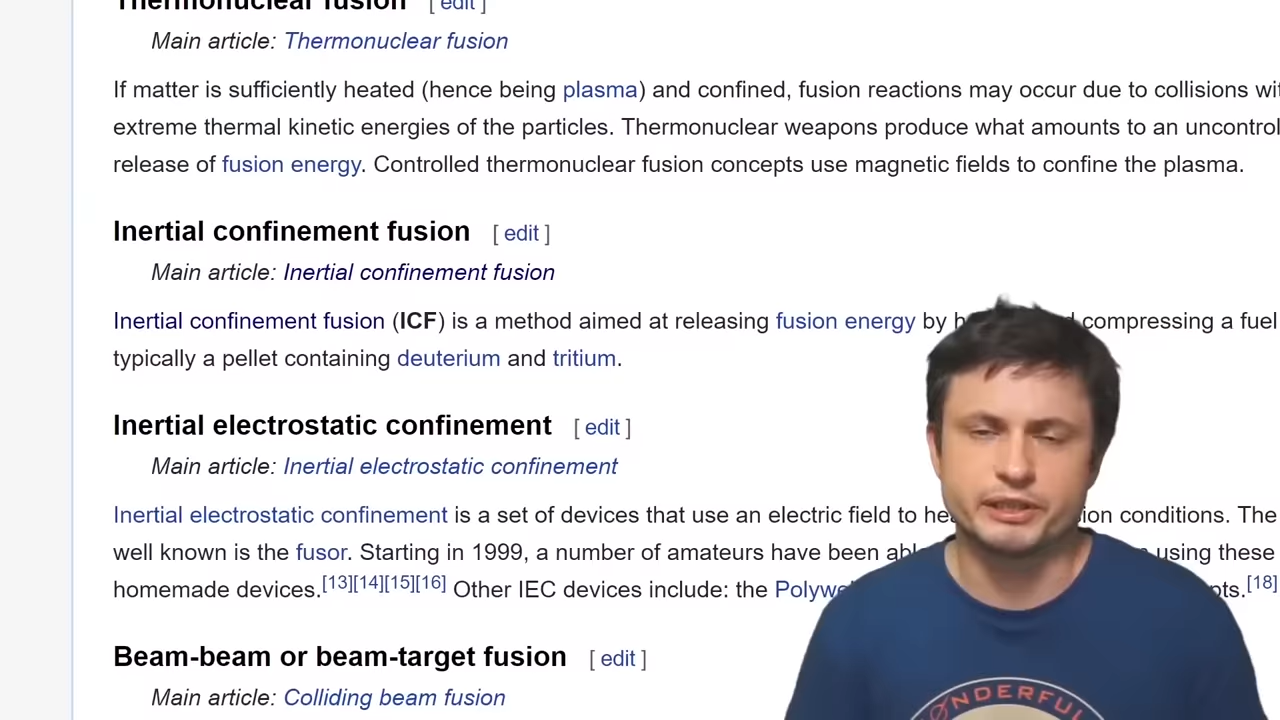 Thermonuclear fusion [ edit ]
Main article: Thermonuclear fusion
If matter is sufficiently heated (hence being plasma) and confined, fusion reactions may occur due to collisions
extreme thermal kinetic energies of the particles. Thermonuclear weapons produce what amounts to an
release of fusion energy. Controlled thermonuclear fusion concepts use magnetic fields to confine the plasma.
Inertial confinement fusion [ edit ]
Main article: Inertial confinement fusion
Inertial confinement fusion (ICF) is a method aimed at releasing fusion energy by compressing a fuel
typically a pellet containing deuterium and tritium.
Inertial electrostatic confinement [ edit ]
Main article: Inertial electrostatic confinement
Inertial electrostatic confinement is a set of devices that use an electric field to conditions. The
well known is the fusor. Starting in 1999, a number of amateurs have been using these
homemade devices.[13][14][15][16] Other IEC devices include: the [18]
Beam-beam or beam-target fusion [ edit ]
Main article: Colliding beam fusion